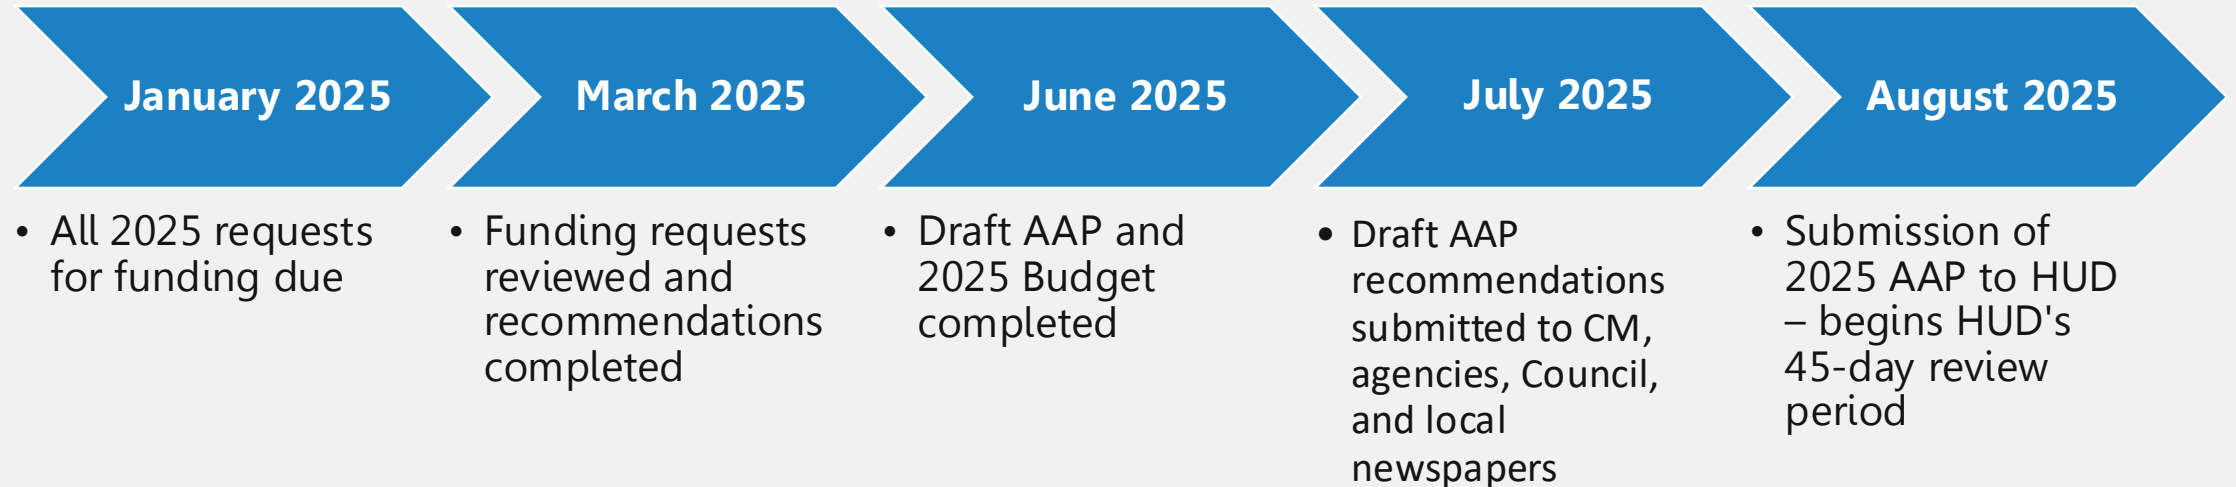 January 2025
• All 2025 requests
for funding due
March 2025
• Funding requests
reviewed and
recommendations
completed
June 2025
• Draft AAP and
2025 Budget
completed
July 2025
• Draft AAP
recommendations
submitted to CM,
agencies, Council,
and local
newspapers
August 2025
• Submission of
2025 AAP to HUD
– begins HUD's
45-day review
period